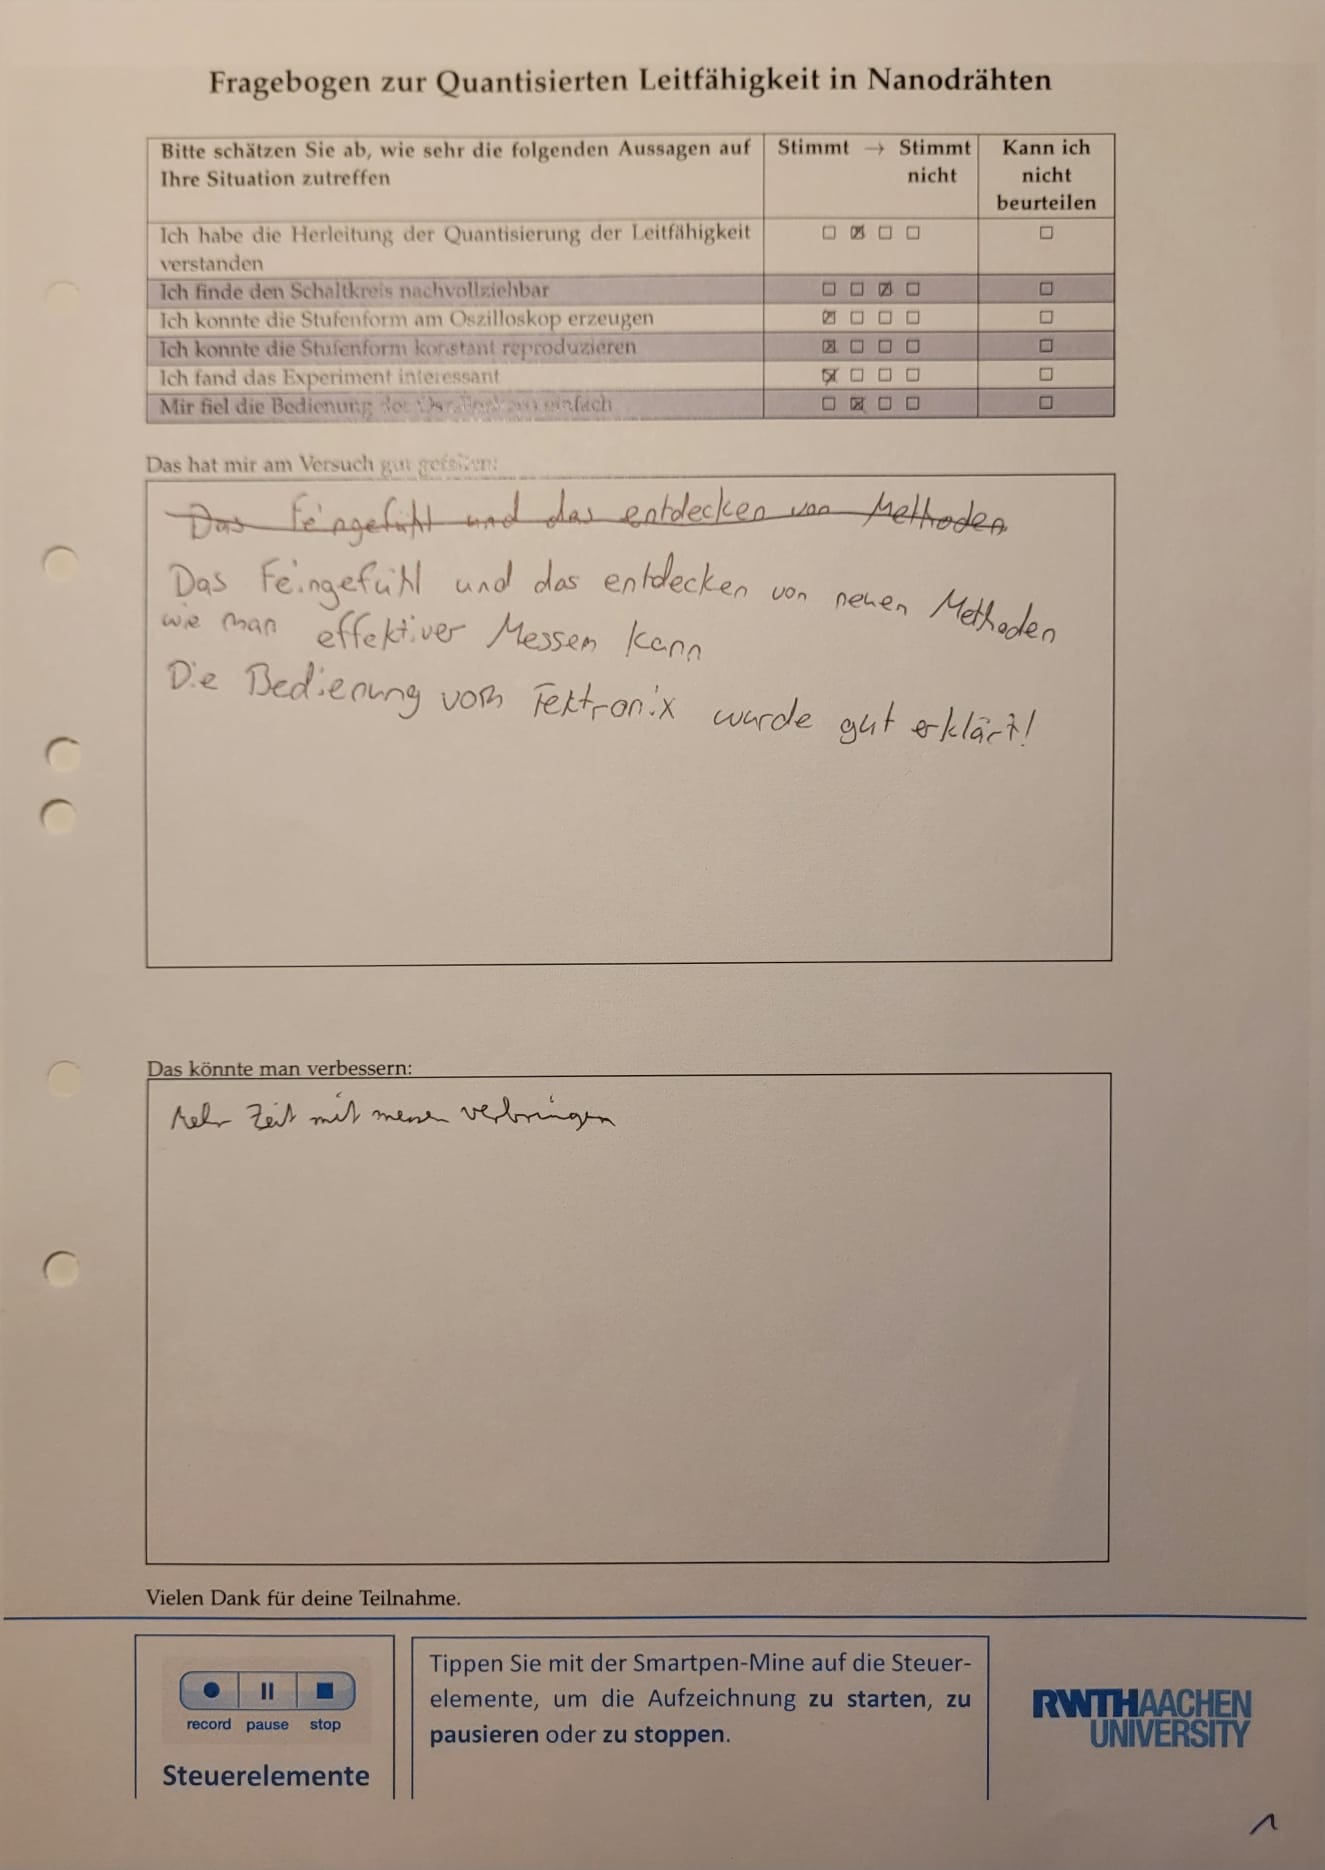 Fragebogen zur Quantisierten Leitfähigkeit in Nanodrähten
Bitte schätzen Sie ab, wie sehr die folgenden Aussagen auf Ihre Situation zutreffen Stimmt → Stimmt nicht Kann ich nicht beurteilen
Ich habe die Herleitung der Quantisierung der Leitfähigkeit verstanden ☐ ☒ ☐ ☐ ☐
Ich finde den Schaltkreis nachvollziehbar ☐ ☐ ☒ ☐ ☐
Ich konnte die Stufenform am Oszilloskop erzeugen ☒ ☐ ☐ ☐ ☐
Ich konnte die Stufenform konstant reproduzieren ☒ ☐ ☐ ☐ ☐
Ich fand das Experiment interessant ☒ ☐ ☐ ☐ ☐
Mir fiel die Bedienung des Oszilloskops einfach ☐ ☒ ☐ ☐ ☐
Das hat mir am Versuch gut gefallen:
Das Feingefühl und das entdecken von Methoden
Das Feingefühl und das entdecken von neuen Methoden
wie man effektiver Messen kann
Die Bedienung vom Tektronix wurde gut erklärt!
Das könnte man verbessern:
Mehr Zeit mit messen verbringen
Vielen Dank für deine Teilnahme.
record pause stop
Steuerelemente
Tippen Sie mit der Smartpen-Mine auf die Steuer-
elemente, um die Aufzeichnung zu starten, zu
pausieren oder zu stoppen.
RWTHAACHEN
UNIVERSITY
1